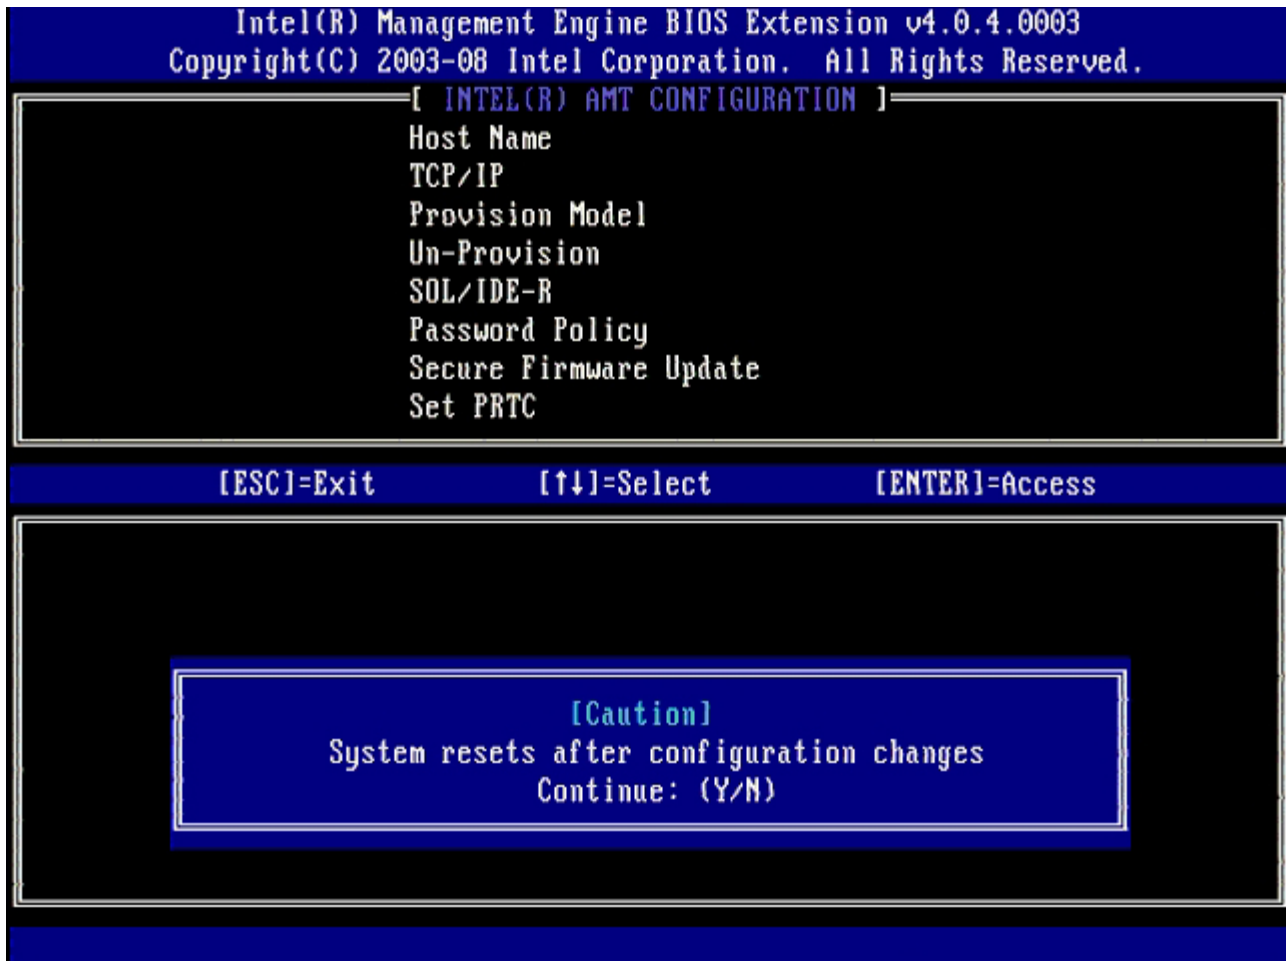 Intel(R) Management Engine BIOS Extension v4.0.4.0003
Copyright(C) 2003-08 Intel Corporation.  All Rights Reserved.
[ INTEL(R) AMT CONFIGURATION ]
Host Name
TCP/IP
Provision Model
Un-Provision
SOL/IDE-R
Password Policy
Secure Firmware Update
Set PRTC
[ESC]=Exit [↑↓]=Select [ENTER]=Access
[Caution]
System resets after configuration changes
Continue: (Y/N)